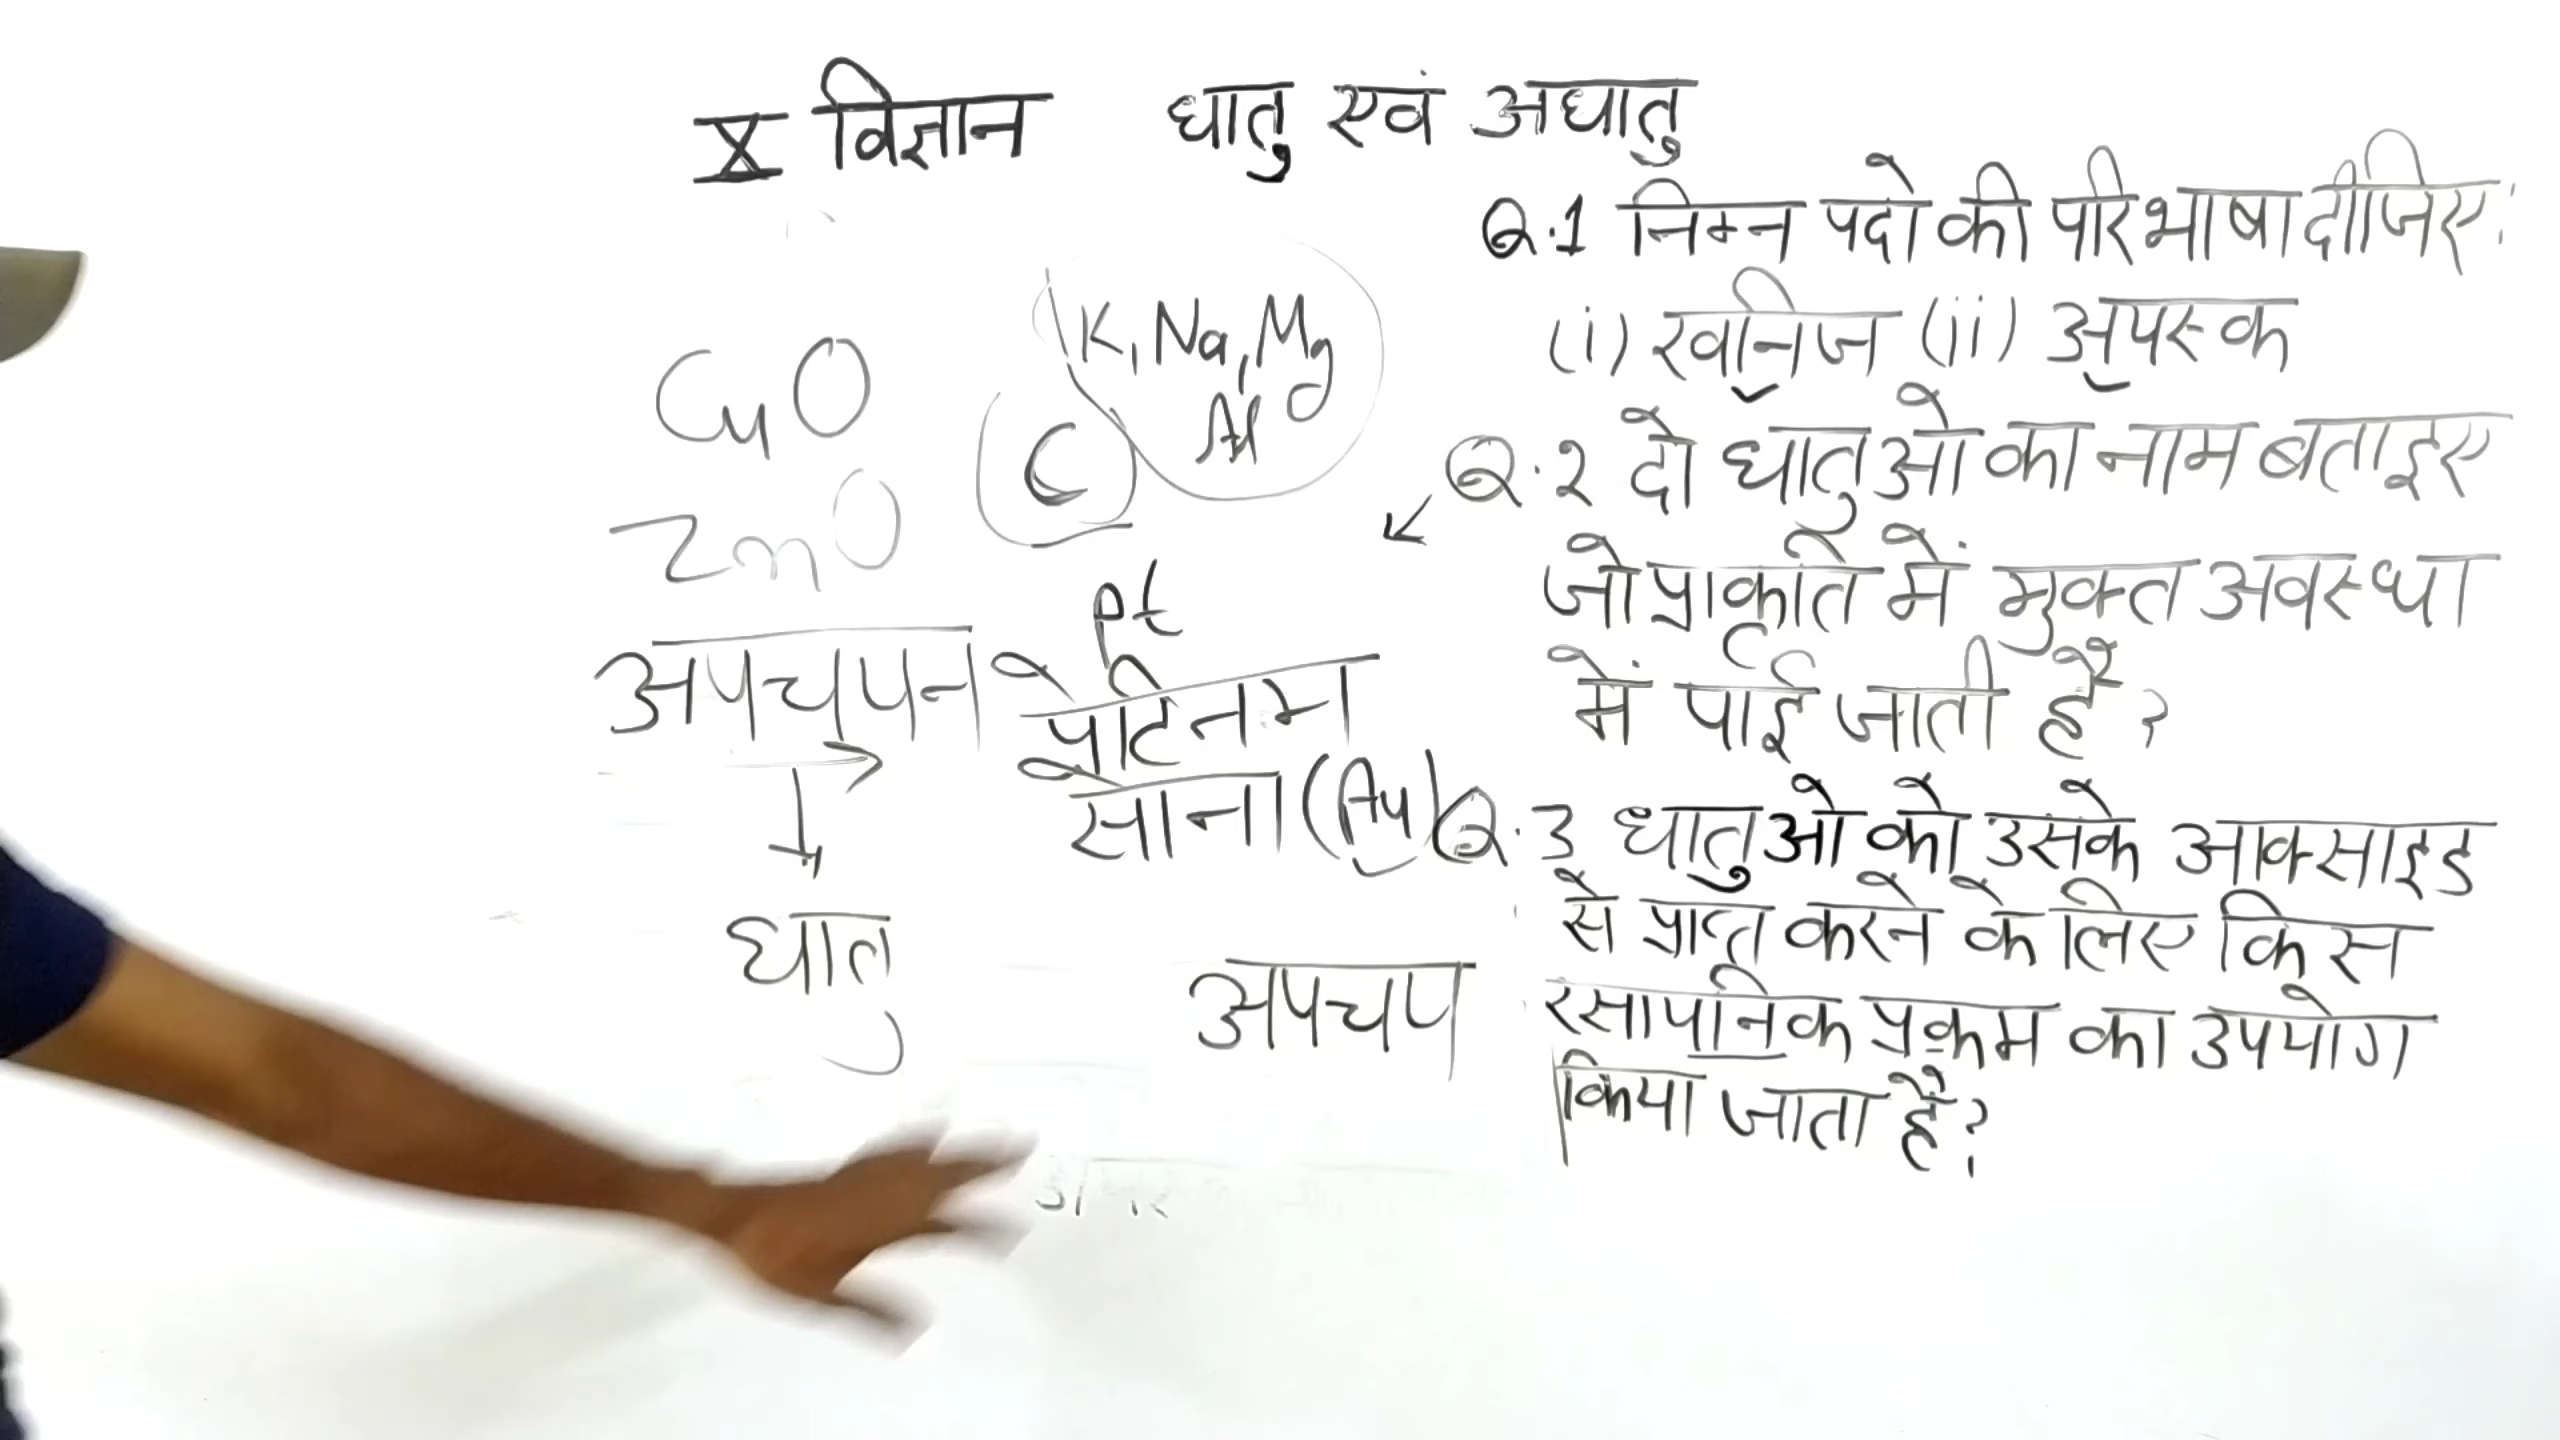 X विज्ञान धातु एवं अधातु
Q.1 निम्न पदो की परिभाषा दीजिए:
(i) खनिज (ii) अयस्क
Q.2 दो धातुओ का नाम बताइए
जो प्राकृति में मुक्त अवस्था
में पाई जाती है?
Q.3 धातुओ को उसके आक्साइड
से प्राप्त करने के लिए किस
रसायनिक प्रक्रम का उपयोग
किया जाता है?
K, Na, Mg
Al
C
CuO
ZnO
अपचयन
धातु
Pt
प्लेटिनम
सोना (Au)
अपचय